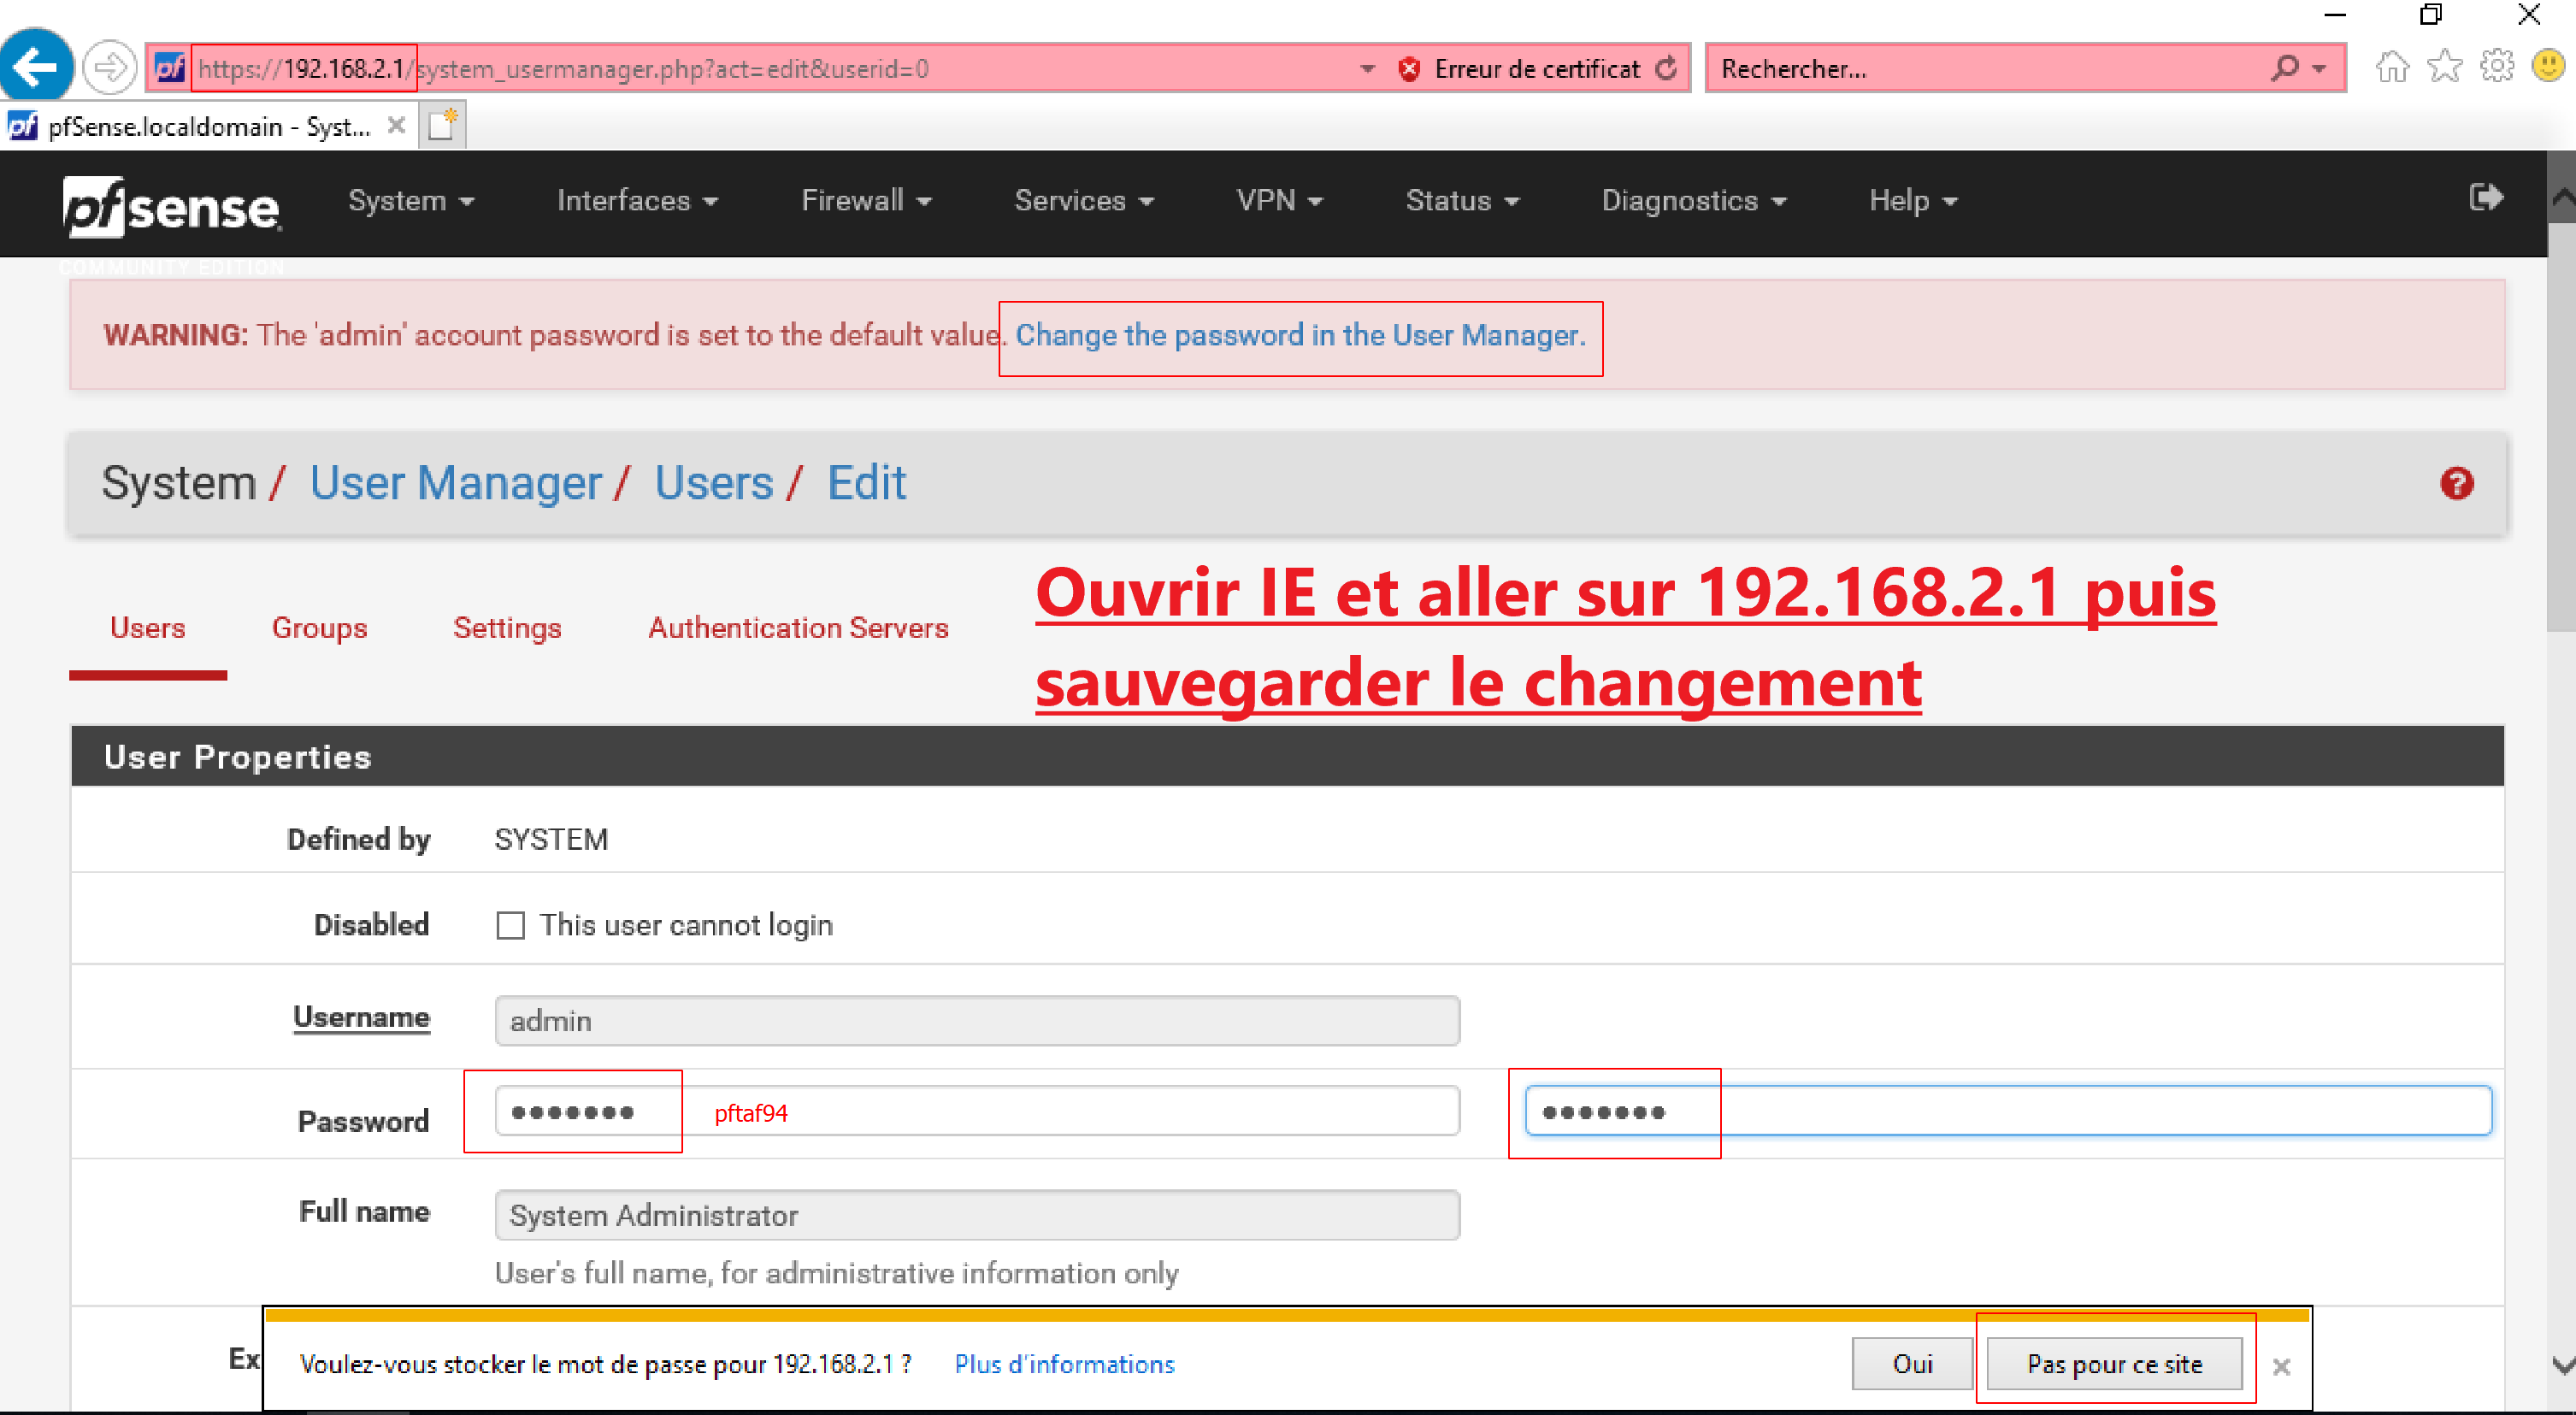 https://192.168.2.1/system_usermanager.php?act=edit&userid=0 Erreur de certificat Rechercher...
pf pfSense.localdomain - Syst...
pfsense System Interfaces Firewall Services VPN Status Diagnostics Help
COMMUNITY EDITION
WARNING: The 'admin' account password is set to the default value. Change the password in the User Manager.
System / User Manager / Users / Edit
Ouvrir IE et aller sur 192.168.2.1 puis
sauvegarder le changement
Users Groups Settings Authentication Servers
User Properties
Defined by SYSTEM
Disabled This user cannot login
Username admin
Password ••••••• pftaf94 •••••••
Full name System Administrator
User's full name, for administrative information only
Ex
Voulez-vous stocker le mot de passe pour 192.168.2.1 ? Plus d'informations Oui Pas pour ce site